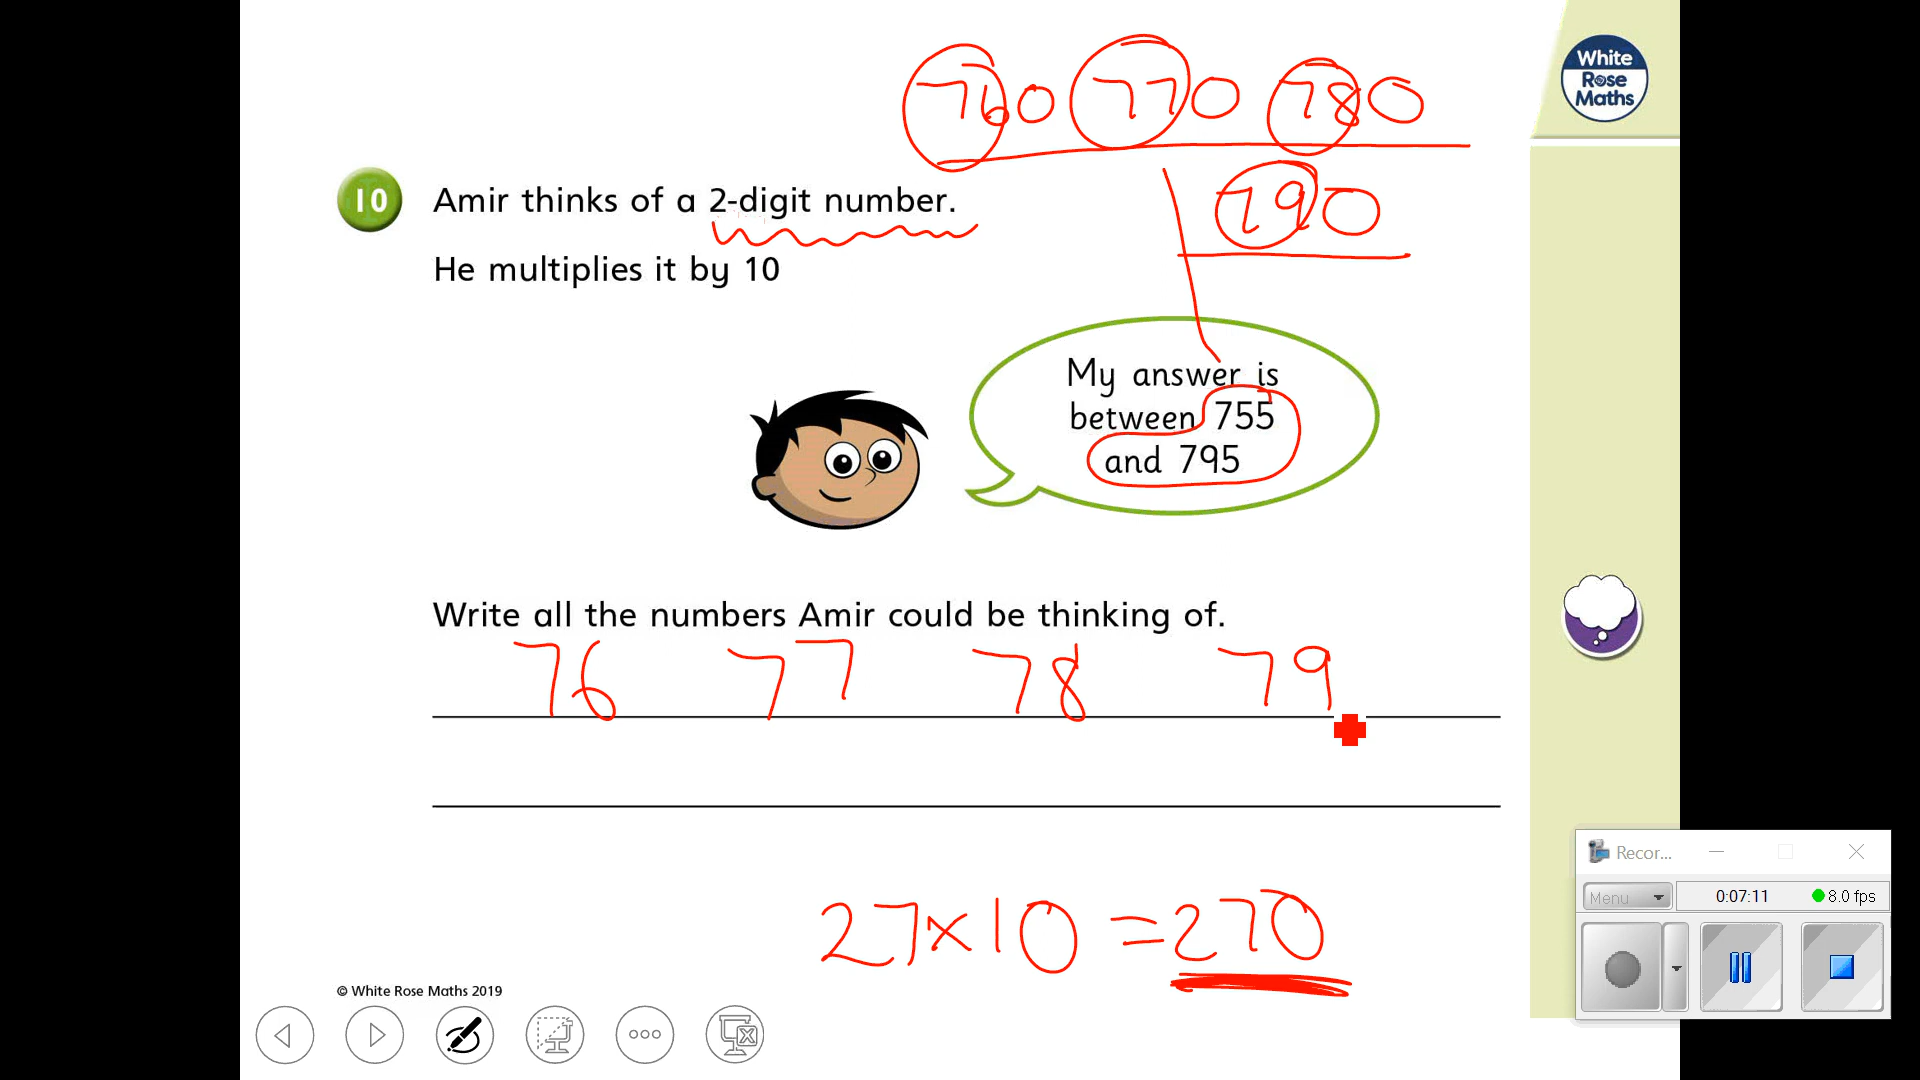 760 770 780
White
Rose
Maths
790
10 Amir thinks of a 2-digit number.
He multiplies it by 10
My answer is
between 755
and 795
Write all the numbers Amir could be thinking of.
76 77 78 79
Recor...
Menu 0:07:11 8.0 fps
27 × 10 = 270
© White Rose Maths 2019